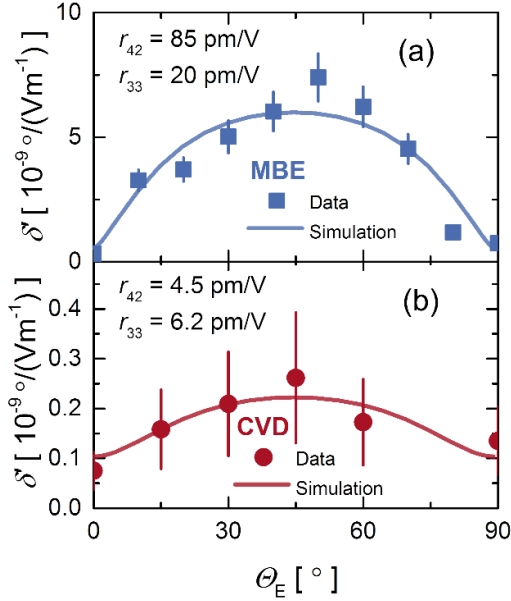 10
5
0
δ′ [ 10⁻⁹ °/(Vm⁻¹) ]
r₄₂ = 85 pm/V
r₃₃ = 20 pm/V
(a)
MBE
Data
Simulation
0.4
0.3
0.2
0.1
0.0
δ′ [ 10⁻⁹ °/(Vm⁻¹) ]
r₄₂ = 4.5 pm/V
r₃₃ = 6.2 pm/V
(b)
CVD
Data
Simulation
0 30 60 90
Θ_E [ ° ]